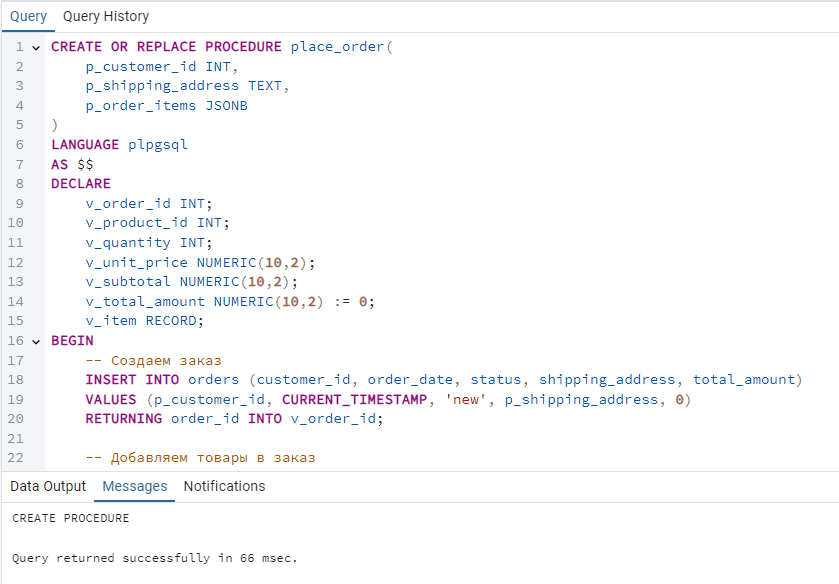 Query Query History
1 CREATE OR REPLACE PROCEDURE place_order(
2 p_customer_id INT,
3 p_shipping_address TEXT,
4 p_order_items JSONB
5 )
6 LANGUAGE plpgsql
7 AS $$
8 DECLARE
9 v_order_id INT;
10 v_product_id INT;
11 v_quantity INT;
12 v_unit_price NUMERIC(10,2);
13 v_subtotal NUMERIC(10,2);
14 v_total_amount NUMERIC(10,2) := 0;
15 v_item RECORD;
16 BEGIN
17 -- Создаем заказ
18 INSERT INTO orders (customer_id, order_date, status, shipping_address, total_amount)
19 VALUES (p_customer_id, CURRENT_TIMESTAMP, 'new', p_shipping_address, 0)
20 RETURNING order_id INTO v_order_id;
21
22 -- Добавляем товары в заказ
Data Output Messages Notifications
CREATE PROCEDURE
Query returned successfully in 66 msec.